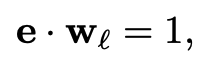 𝐞 · 𝐰_ℓ = 1,